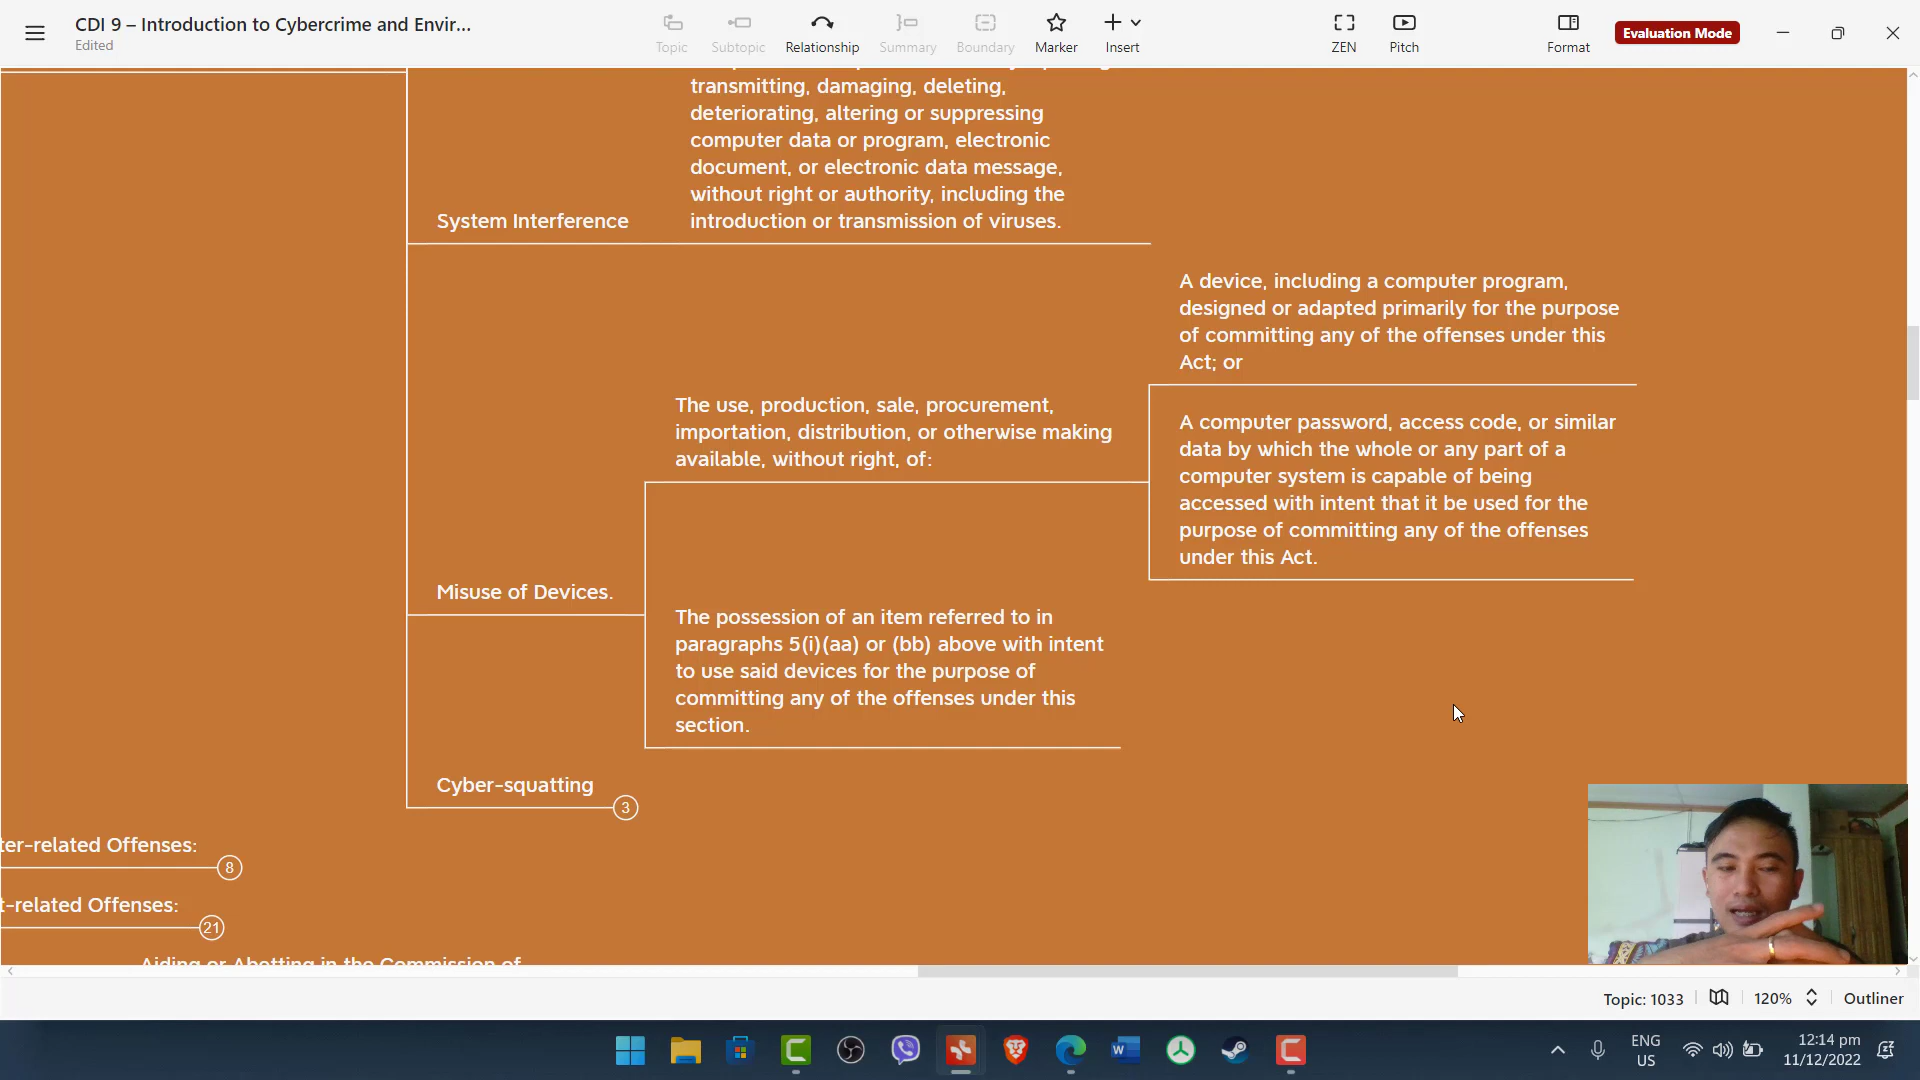 CDI 9 – Introduction to Cybercrime and Envir...
Edited
Topic
Subtopic
Relationship
Summary
Boundary
Marker
Insert
ZEN
Pitch
Format
Evaluation Mode
transmitting, damaging, deleting,
deteriorating, altering or suppressing
computer data or program, electronic
document, or electronic data message,
without right or authority, including the
introduction or transmission of viruses.
System Interference
A device, including a computer program,
designed or adapted primarily for the purpose
of committing any of the offenses under this
Act; or
The use, production, sale, procurement,
importation, distribution, or otherwise making
available, without right, of:
A computer password, access code, or similar
data by which the whole or any part of a
computer system is capable of being
accessed with intent that it be used for the
purpose of committing any of the offenses
under this Act.
Misuse of Devices.
The possession of an item referred to in
paragraphs 5(i)(aa) or (bb) above with intent
to use said devices for the purpose of
committing any of the offenses under this
section.
Cyber-squatting
3
ter-related Offenses:
8
t-related Offenses:
21
Aiding or Abetting in the Commission of
Topic: 1033
120%
Outliner
ENG
US
12:14 pm
11/12/2022